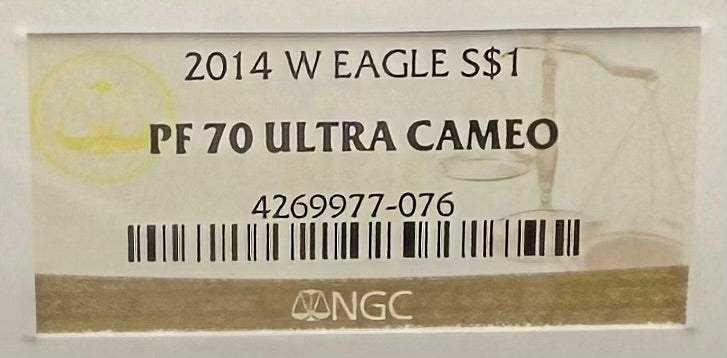 2014 W EAGLE S$1
PF 70 ULTRA CAMEO
4269977-076
NGC